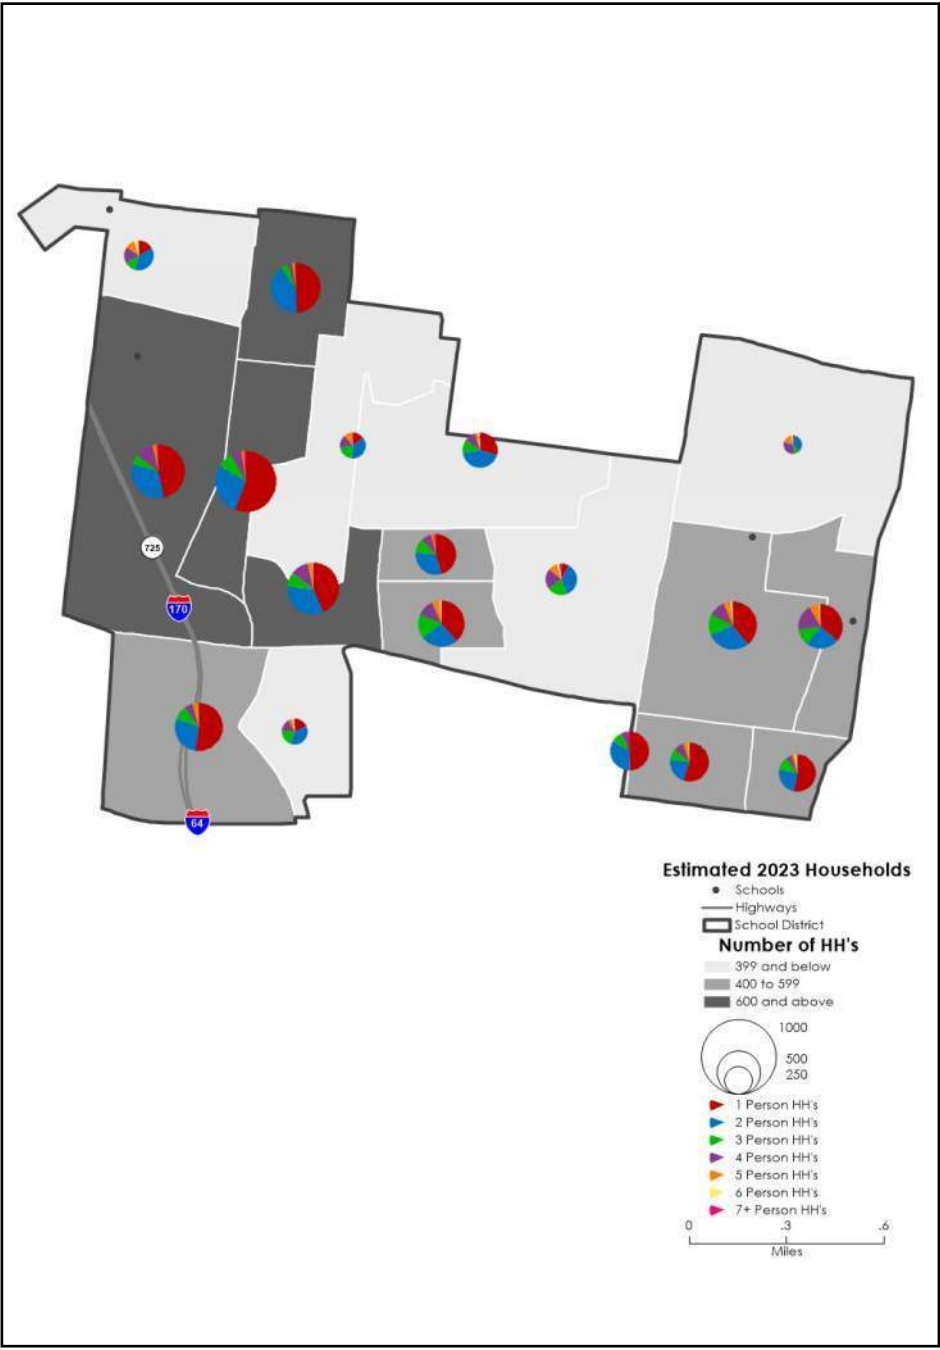 725
170
64
Estimated 2023 Households
Schools
Highways
School District
Number of HH's
399 and below
400 to 599
600 and above
1000
500
250
1 Person HH's
2 Person HH's
3 Person HH's
4 Person HH's
5 Person HH's
6 Person HH's
7+ Person HH's
0 .3 .6
Miles